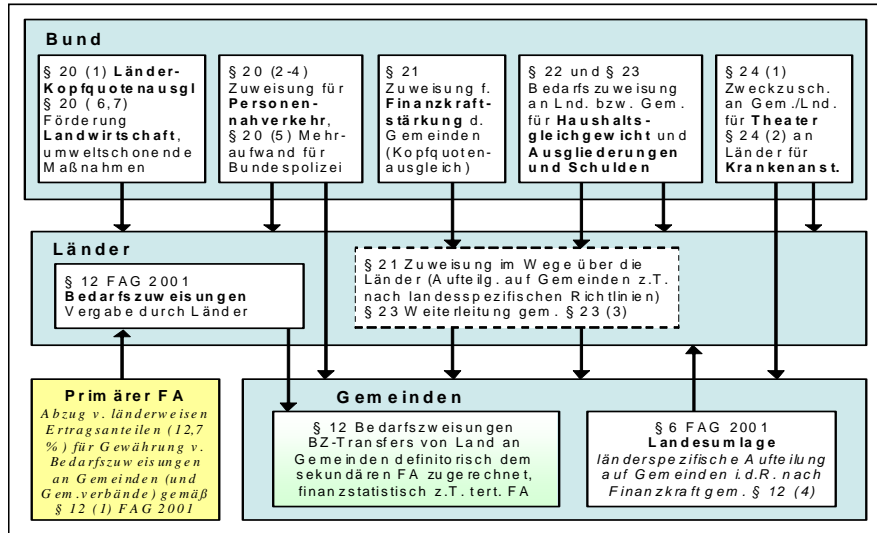 Bund
§ 20 (1) Länder-
Kopfquotenausgl
§ 20 ( 6,7)
Förderung
Landwirtschaft,
umweltschonende
Maßnahmen
§ 20 (2-4)
Zuweisung für
Personen-
nahverkehr,
§ 20 (5) Mehr-
aufwand für
Bundespolizei
§ 21
Zuweisung f.
Finanzkraft-
stärkung d.
Gemeinden
(Kopfquoten-
ausgleich)
§ 22 und § 23
Bedarfszuweisung
an Lnd. bzw. Gem.
für Haushalts-
gleichgewicht und
Ausgliederungen
und Schulden
§ 24 (1)
Zweckzusch.
an Gem./Lnd.
für Theater
§ 24 (2) an
Länder für
Krankenanst.
Länder
§ 12 FAG 2001
Bedarfszuweisungen
Vergabe durch Länder
§ 21 Zuweisung im Wege über die
Länder (Aufteilg. auf Gemeinden z.T.
nach landesspezifischen Richtlinien)
§ 23 Weiterleitung gem. § 23 (3)
Primärer FA
Abzug v. länderweisen
Ertragsanteilen (12,7
%) für Gewährung v.
Bedarfszuweisungen
an Gemeinden (und
Gem.verbände) gemäß
§ 12 (1) FAG 2001
Gemeinden
§ 12 Bedarfszweisungen
BZ-Transfers von Land an
Gemeinden definitorisch dem
sekundären FA zugerechnet,
finanzstatistisch z.T. tert. FA
§ 6 FAG 2001
Landesumlage
länderspezifische Aufteilung
auf Gemeinden i.d.R. nach
Finanzkraft gem. § 12 (4)